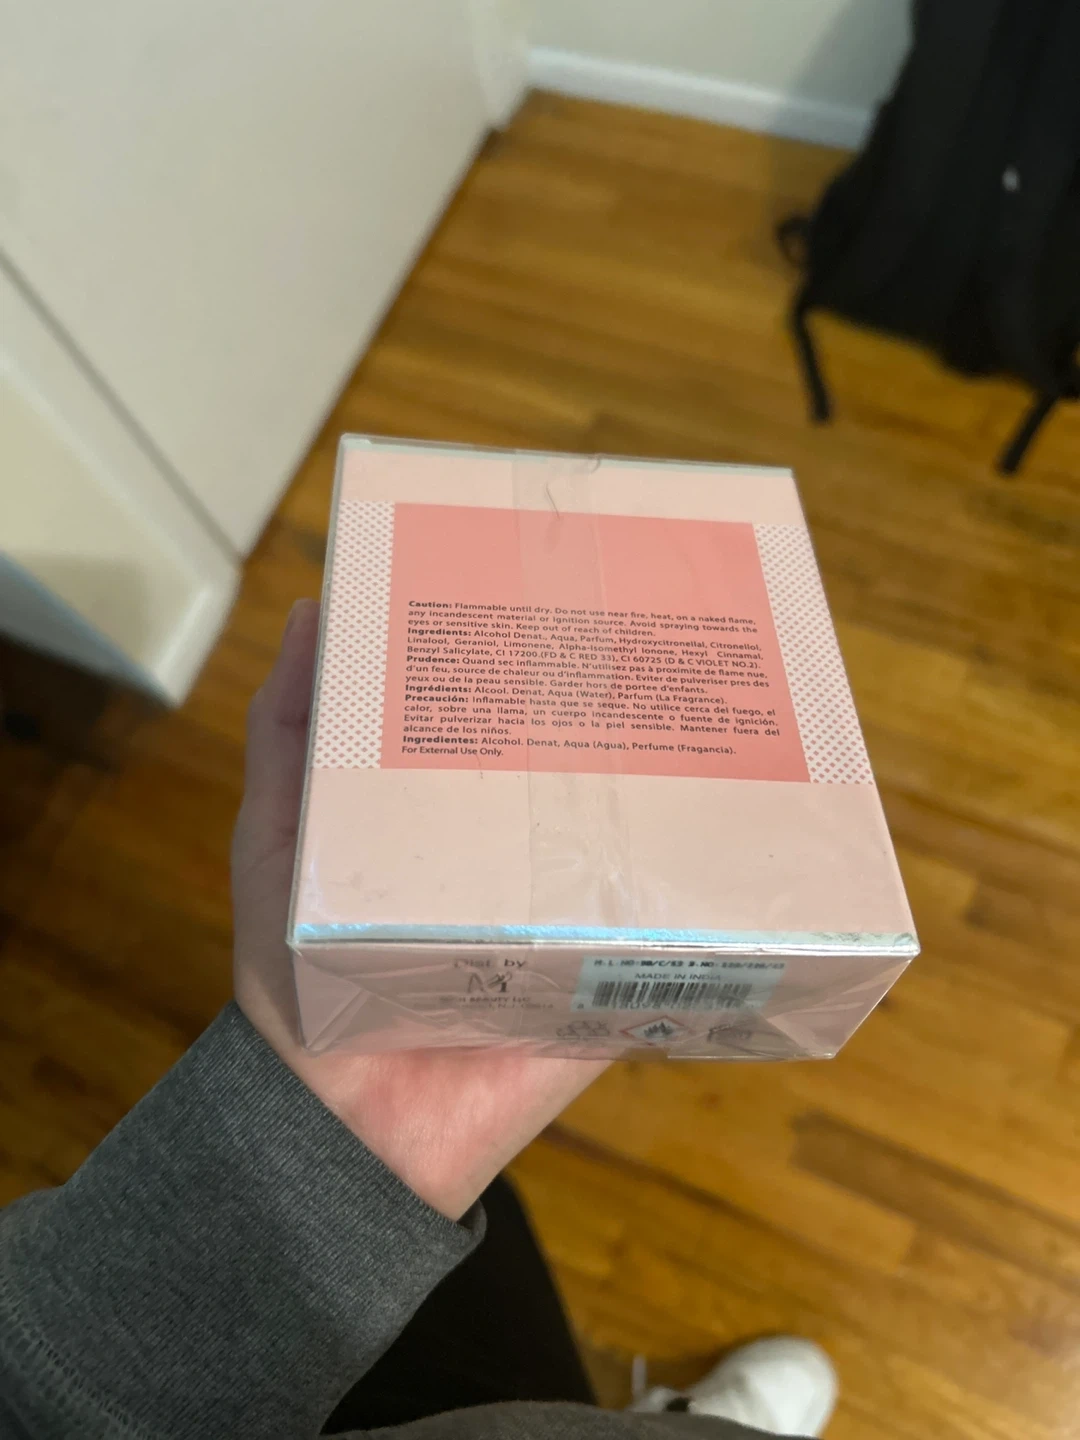 Caution: Flammable until dry. Do not use near fire, heat, on a naked flame,
any incandescent material or ignition source. Avoid spraying towards the
eyes or sensitive skin. Keep out of reach of children.
Ingredients: Alcohol Denat., Aqua, Parfum, Hydroxycitronellal, Citronellol,
Linalool, Geraniol, Limonene, Alpha-Isomethyl Ionone, Hexyl Cinnamal,
Benzyl Salicylate, CI 17200.(FD & C RED 33), CI 60725 (D & C VIOLET NO.2).
Prudence: Quand sec inflammable. N'utilisez pas à proximite de flame nue,
d'un feu, source de chaleur ou d'inflammation. Eviter de pulveriser pres des
yeux ou de la peau sensible. Garder hors de portee d'enfants.
Ingrédients: Alcool. Denat, Aqua (Water), Parfum (La Fragrance).
Precaución: Inflamable hasta que se seque. No utilice cerca del fuego, el
calor, sobre una llama, un cuerpo incandescente o fuente de ignición.
Evitar pulverizar hacia los ojos o la piel sensible. Mantener fuera del
alcance de los niños.
Ingredientes: Alcohol. Denat, Aqua (Agua), Perfume (Fragancia).
For External Use Only.
Dist. by
BEAUTY LLC
MADE IN INDIA